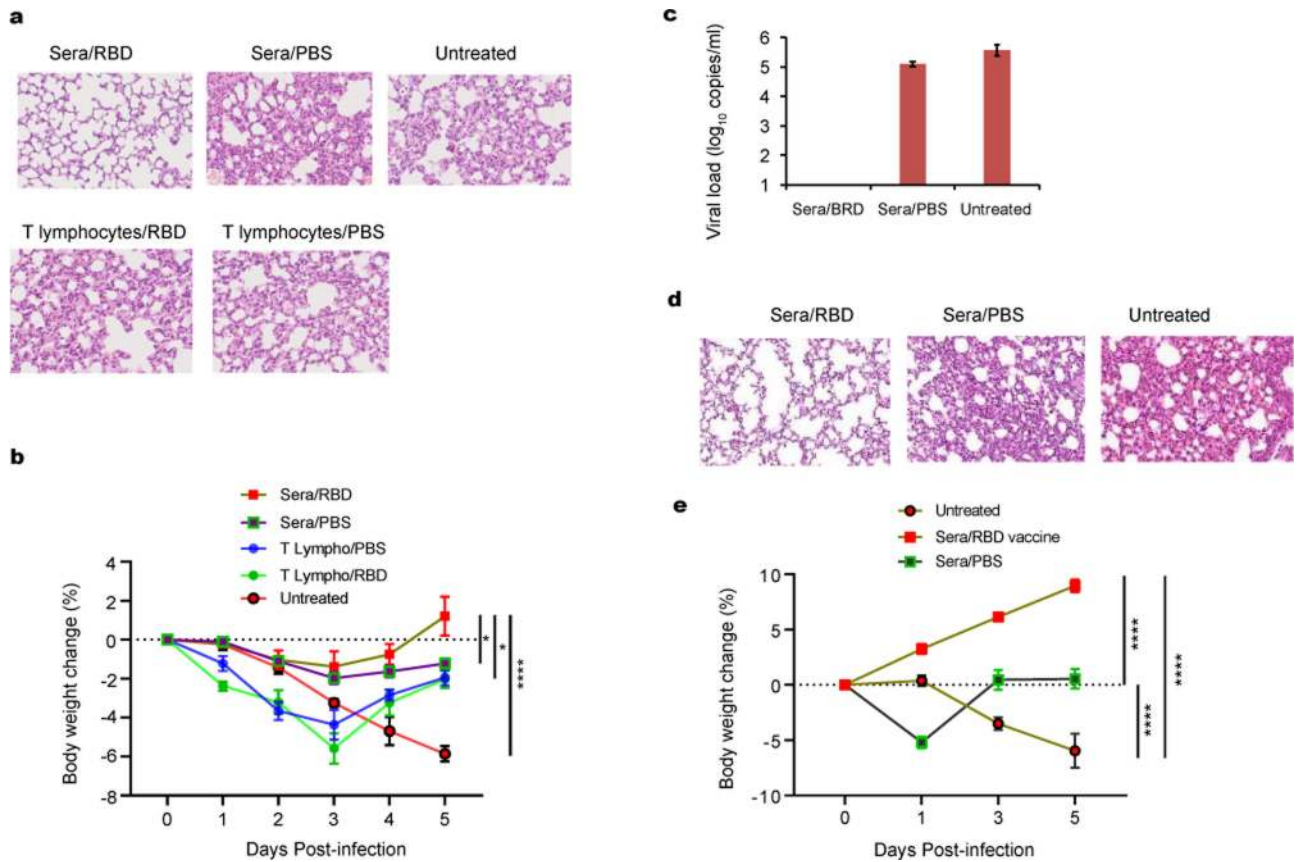 a
Sera/RBD Sera/PBS Untreated
T lymphocytes/RBD T lymphocytes/PBS
b
Sera/RBD
Sera/PBS
T Lympho/PBS
T Lympho/RBD
Untreated
Body weight change (%)
4
2
0
-2
-4
-6
-8
0 1 2 3 4 5
Days Post-infection
*
*
****
c
Viral load (log10 copies/ml)
6
5
4
3
2
1
Sera/BRD Sera/PBS Untreated
d
Sera/RBD Sera/PBS Untreated
e
Untreated
Sera/RBD vaccine
Sera/PBS
Body weight change (%)
10
5
0
-5
-10
0 1 3 5
Days Post-infection
****
****
****